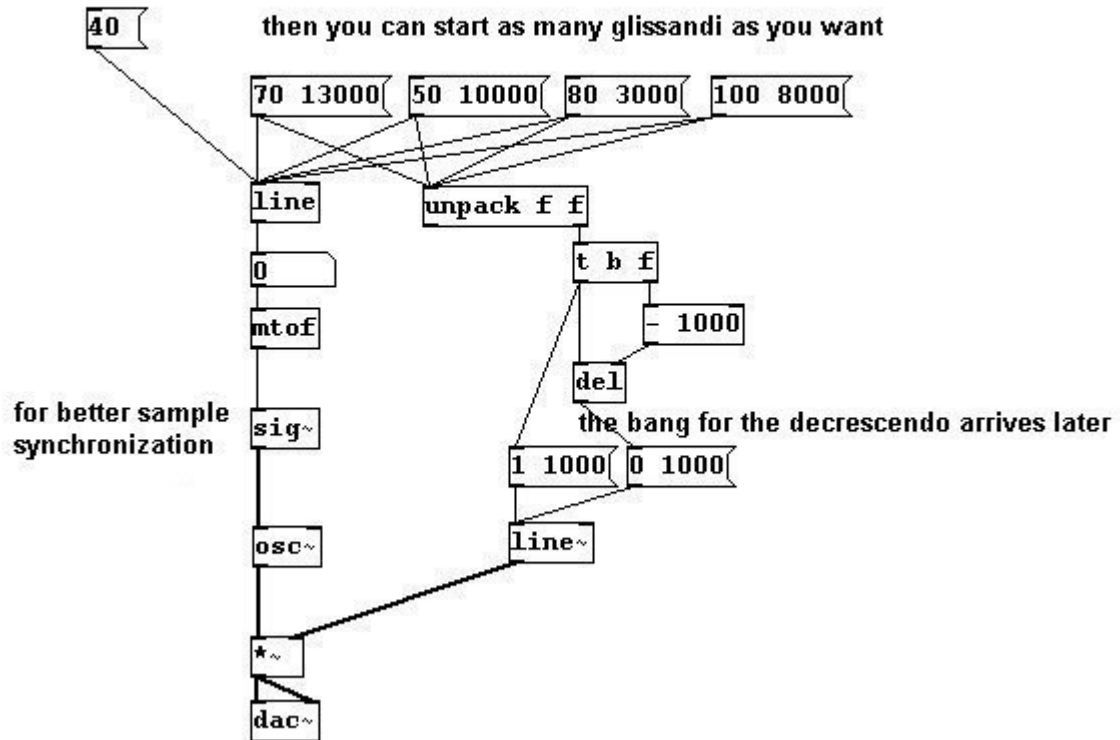 40
then you can start as many glissandi as you want
70 13000
50 10000
80 3000
100 8000
line
unpack f f
0
t b f
mtof
- 1000
del
for better sample
synchronization
sig~
the bang for the decrescendo arrives later
1 1000
0 1000
osc~
line~
*~
dac~